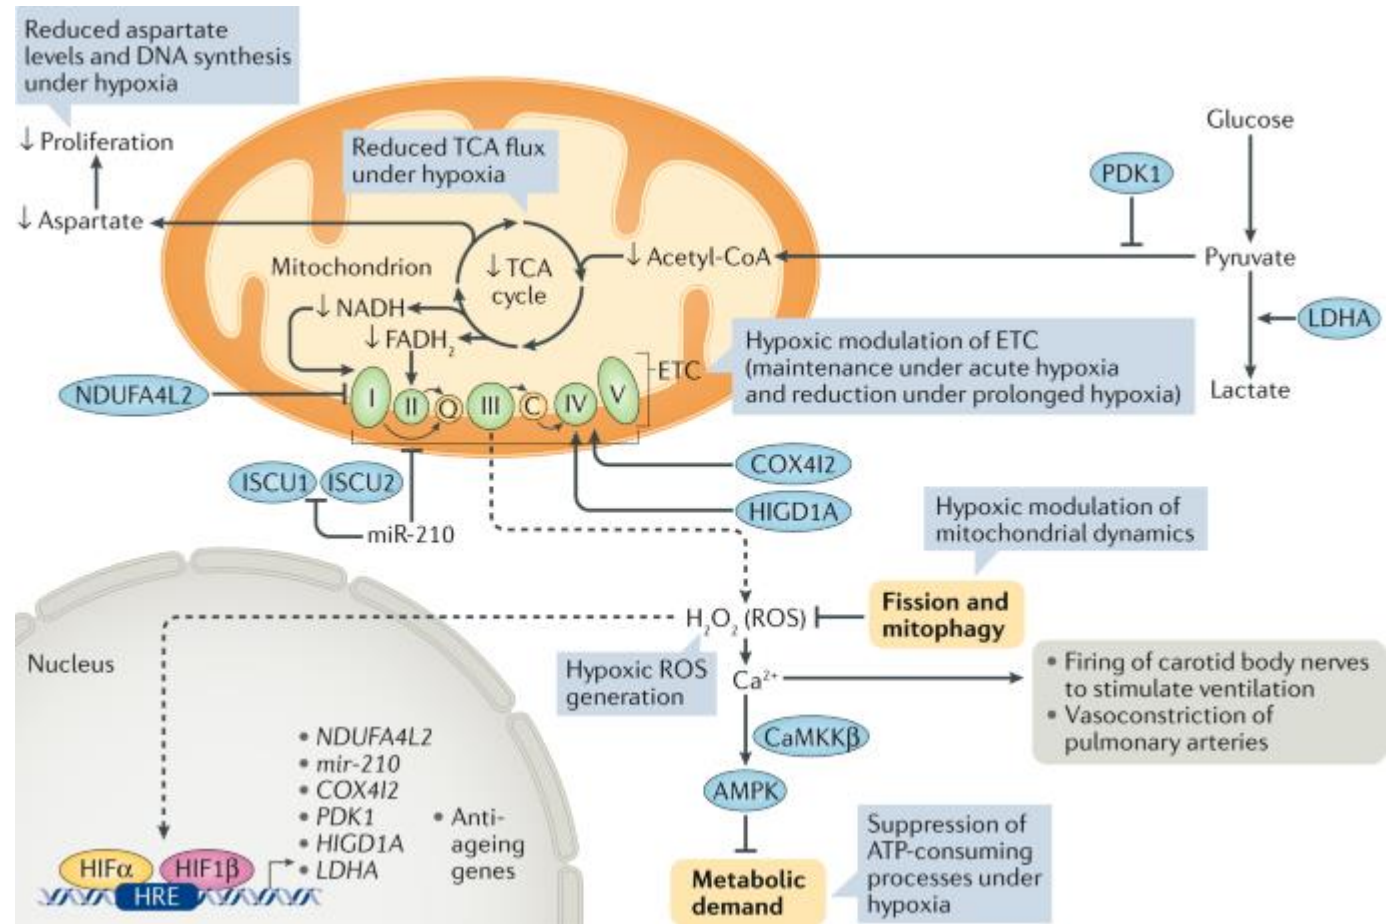 Reduced aspartate
levels and DNA synthesis
under hypoxia
↓ Proliferation
↓ Aspartate
Reduced TCA flux
under hypoxia
Mitochondrion
↓ TCA
cycle
↓ Acetyl-CoA
↓ NADH
↓ FADH₂
Glucose
PDK1
Pyruvate
LDHA
Lactate
Hypoxic modulation of ETC
(maintenance under acute hypoxia
and reduction under prolonged hypoxia)
ETC
NDUFA4L2
I
II
Q
III
C
IV
V
ISCU1
ISCU2
miR-210
COX4I2
HIGD1A
Hypoxic modulation of
mitochondrial dynamics
Fission and
mitophagy
H₂O₂ (ROS)
Hypoxic ROS
generation
Ca²⁺
• Firing of carotid body nerves
to stimulate ventilation
• Vasoconstriction of
pulmonary arteries
CaMKKβ
AMPK
Suppression of
ATP-consuming
processes under
hypoxia
Metabolic
demand
Nucleus
• NDUFA4L2
• mir-210
• COX4I2
• PDK1
• HIGD1A
• LDHA
• Anti-
ageing
genes
HIFα
HIF1β
HRE